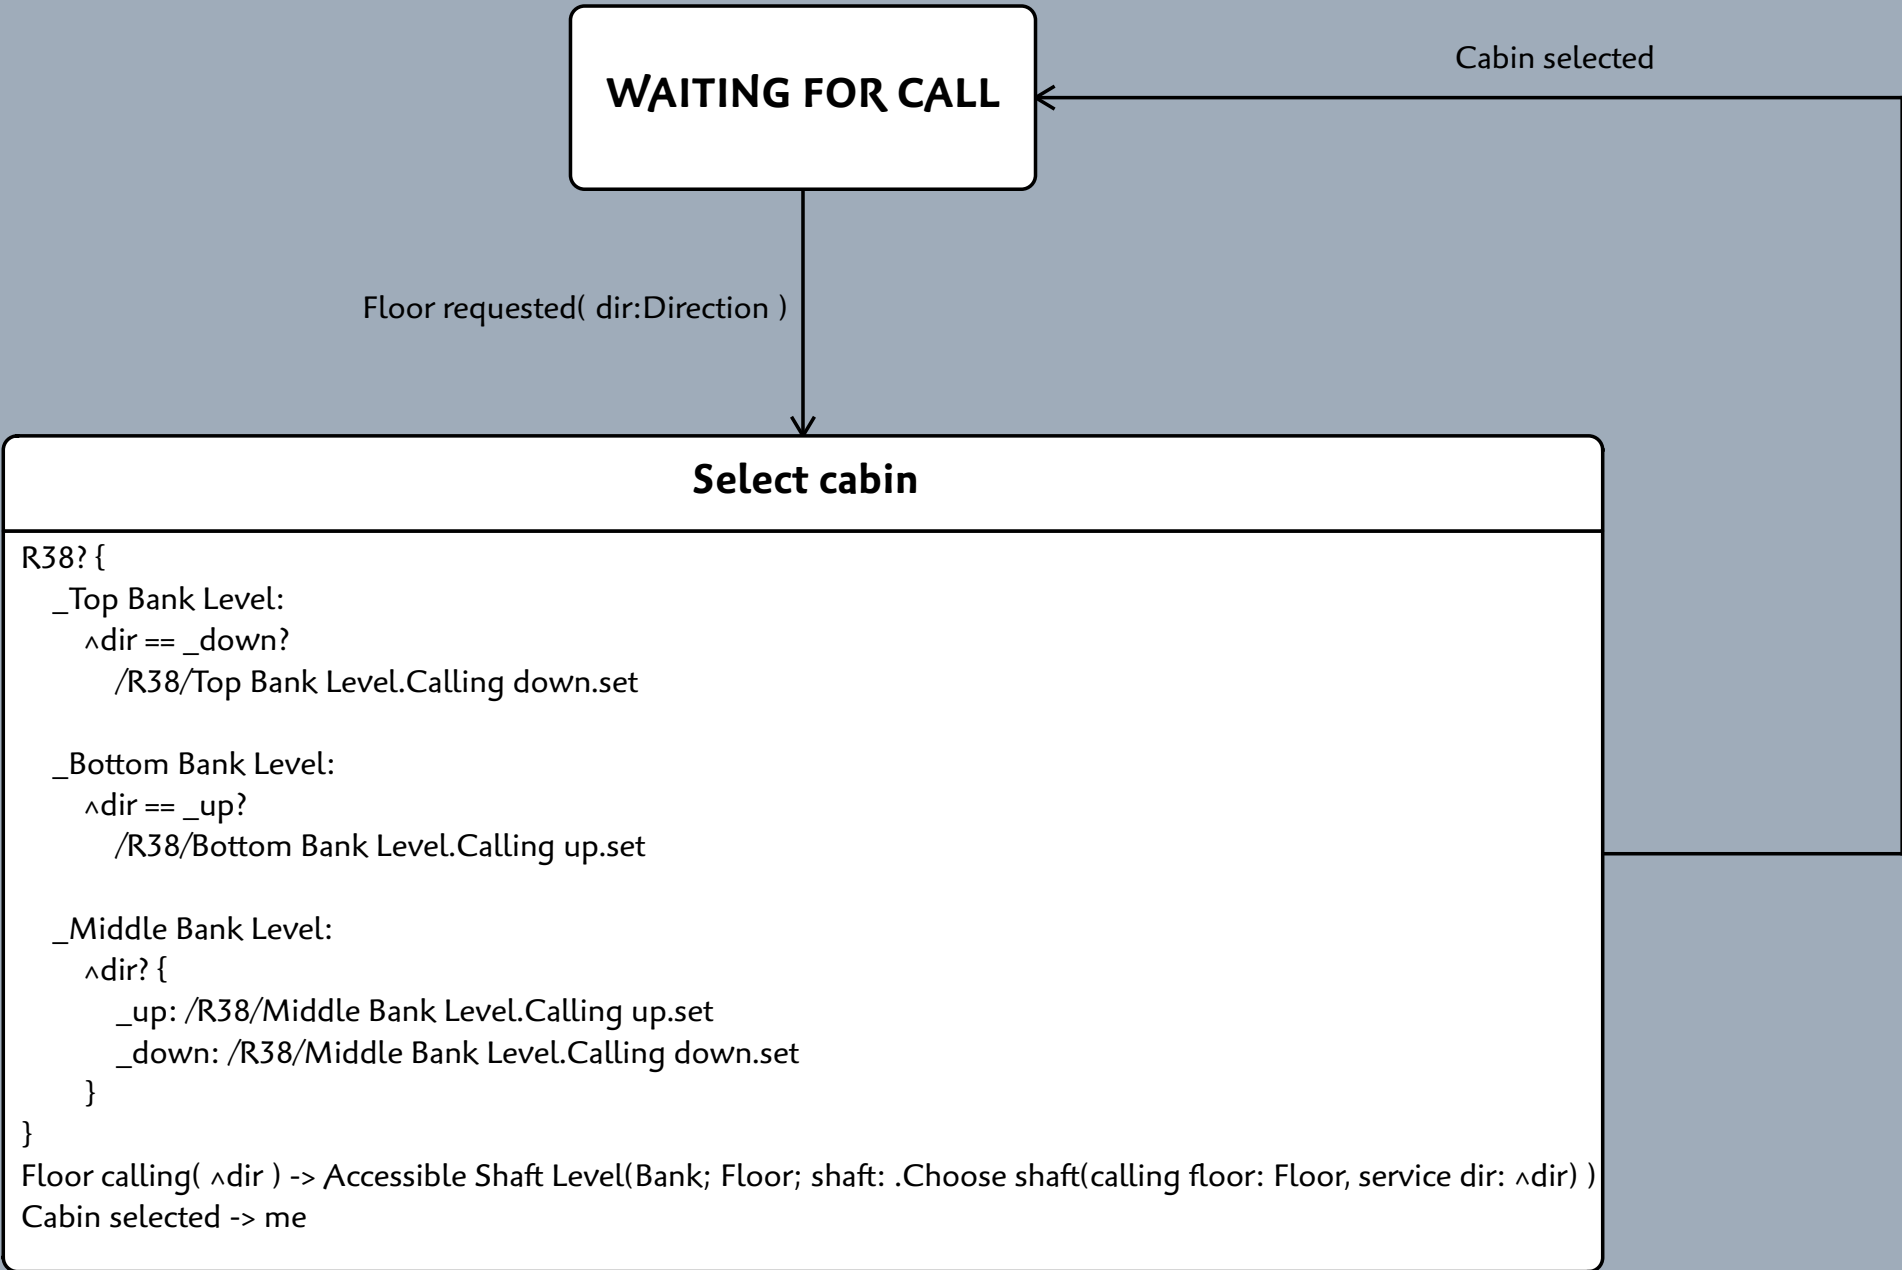 WAITING FOR CALL
Cabin selected
Floor requested( dir:Direction )
Select cabin
R38? {
_Top Bank Level:
^dir == _down?
/R38/Top Bank Level.Calling down.set
_Bottom Bank Level:
^dir == _up?
/R38/Bottom Bank Level.Calling up.set
_Middle Bank Level:
^dir? {
_up: /R38/Middle Bank Level.Calling up.set
_down: /R38/Middle Bank Level.Calling down.set
}
}
Floor calling( ^dir ) -> Accessible Shaft Level(Bank; Floor; shaft: .Choose shaft(calling floor: Floor, service dir: ^dir) )
Cabin selected -> me